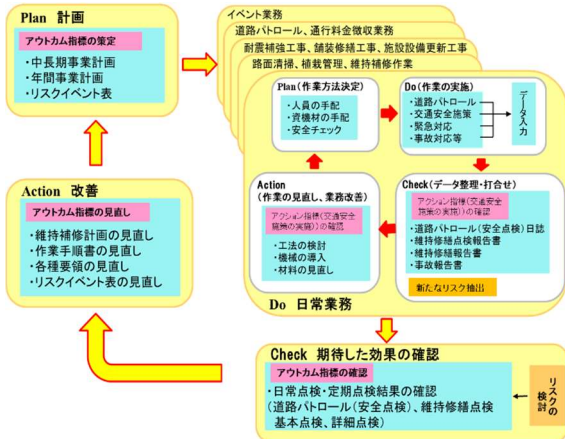 Plan 計画
アウトカム指標の策定
・中長期事業計画
・年間事業計画
・リスクイベント表
イベント業務
道路パトロール、通行料金徴収業務
耐震補強工事、舗装修繕工事、施設設備更新工事
路面清掃、植栽管理、維持補修作業
Plan(作業方法決定)
・人員の手配
・資機材の手配
・安全チェック
Do(作業の実施)
・道路パトロール
・交通安全施策
・緊急対応
・事故対応等
データ入力
Action
(作業の見直し、業務改善)
アクション指標(交通安全
施策の実施)の確認
・工法の検討
・機械の導入
・材料の見直し
Check(データ整理・打合せ)
アクション指標(交通安全
施策の実施)の確認
・道路パトロール(安全点検)日誌
・維持修繕点検報告書
・維持修繕報告書
・事故報告書
新たなリスク抽出
Do 日常業務
Action 改善
アウトカム指標の見直し
・維持補修計画の見直し
・作業手順書の見直し
・各種要領の見直し
・リスクイベント表の見直し
Check 期待した効果の確認
アウトカム指標の確認
・日常点検・定期点検結果の確認
(道路パトロール(安全点検)、維持修繕点検
基本点検、詳細点検)
リスクの検討